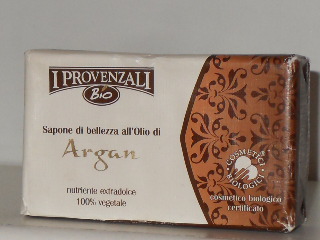 I PROVENZALI
BIO
Sapone di bellezza all'Olio di
Argan
nutriente extradolce
100% vegetale
COSMETICI
BIOLOGICI
cosmetico biologico
certificato